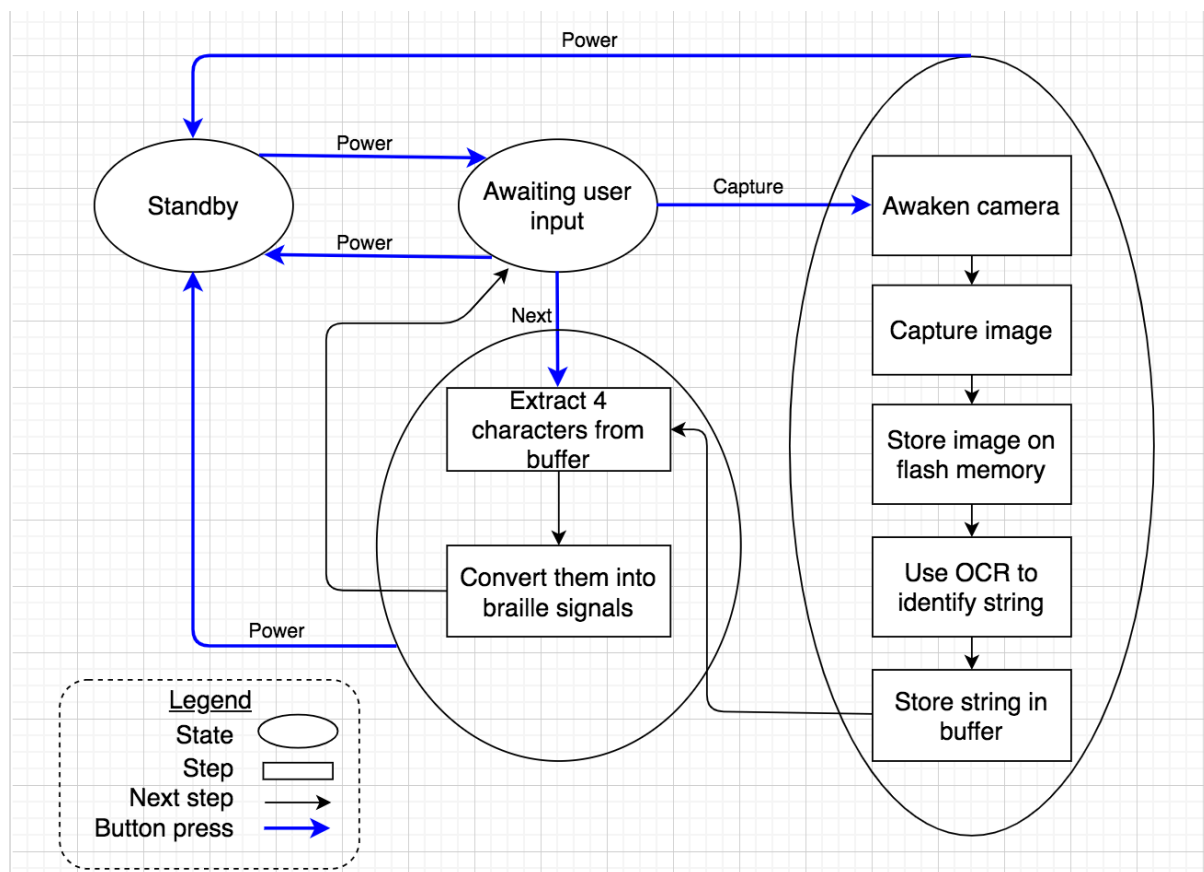 Power
Power
Standby
Awaiting user
input
Capture
Awaken camera
Power
Next
Capture image
Extract 4
characters from
buffer
Store image on
flash memory
Convert them into
braille signals
Use OCR to
identify string
Power
Store string in
buffer
Legend
State
Step
Next step
Button press